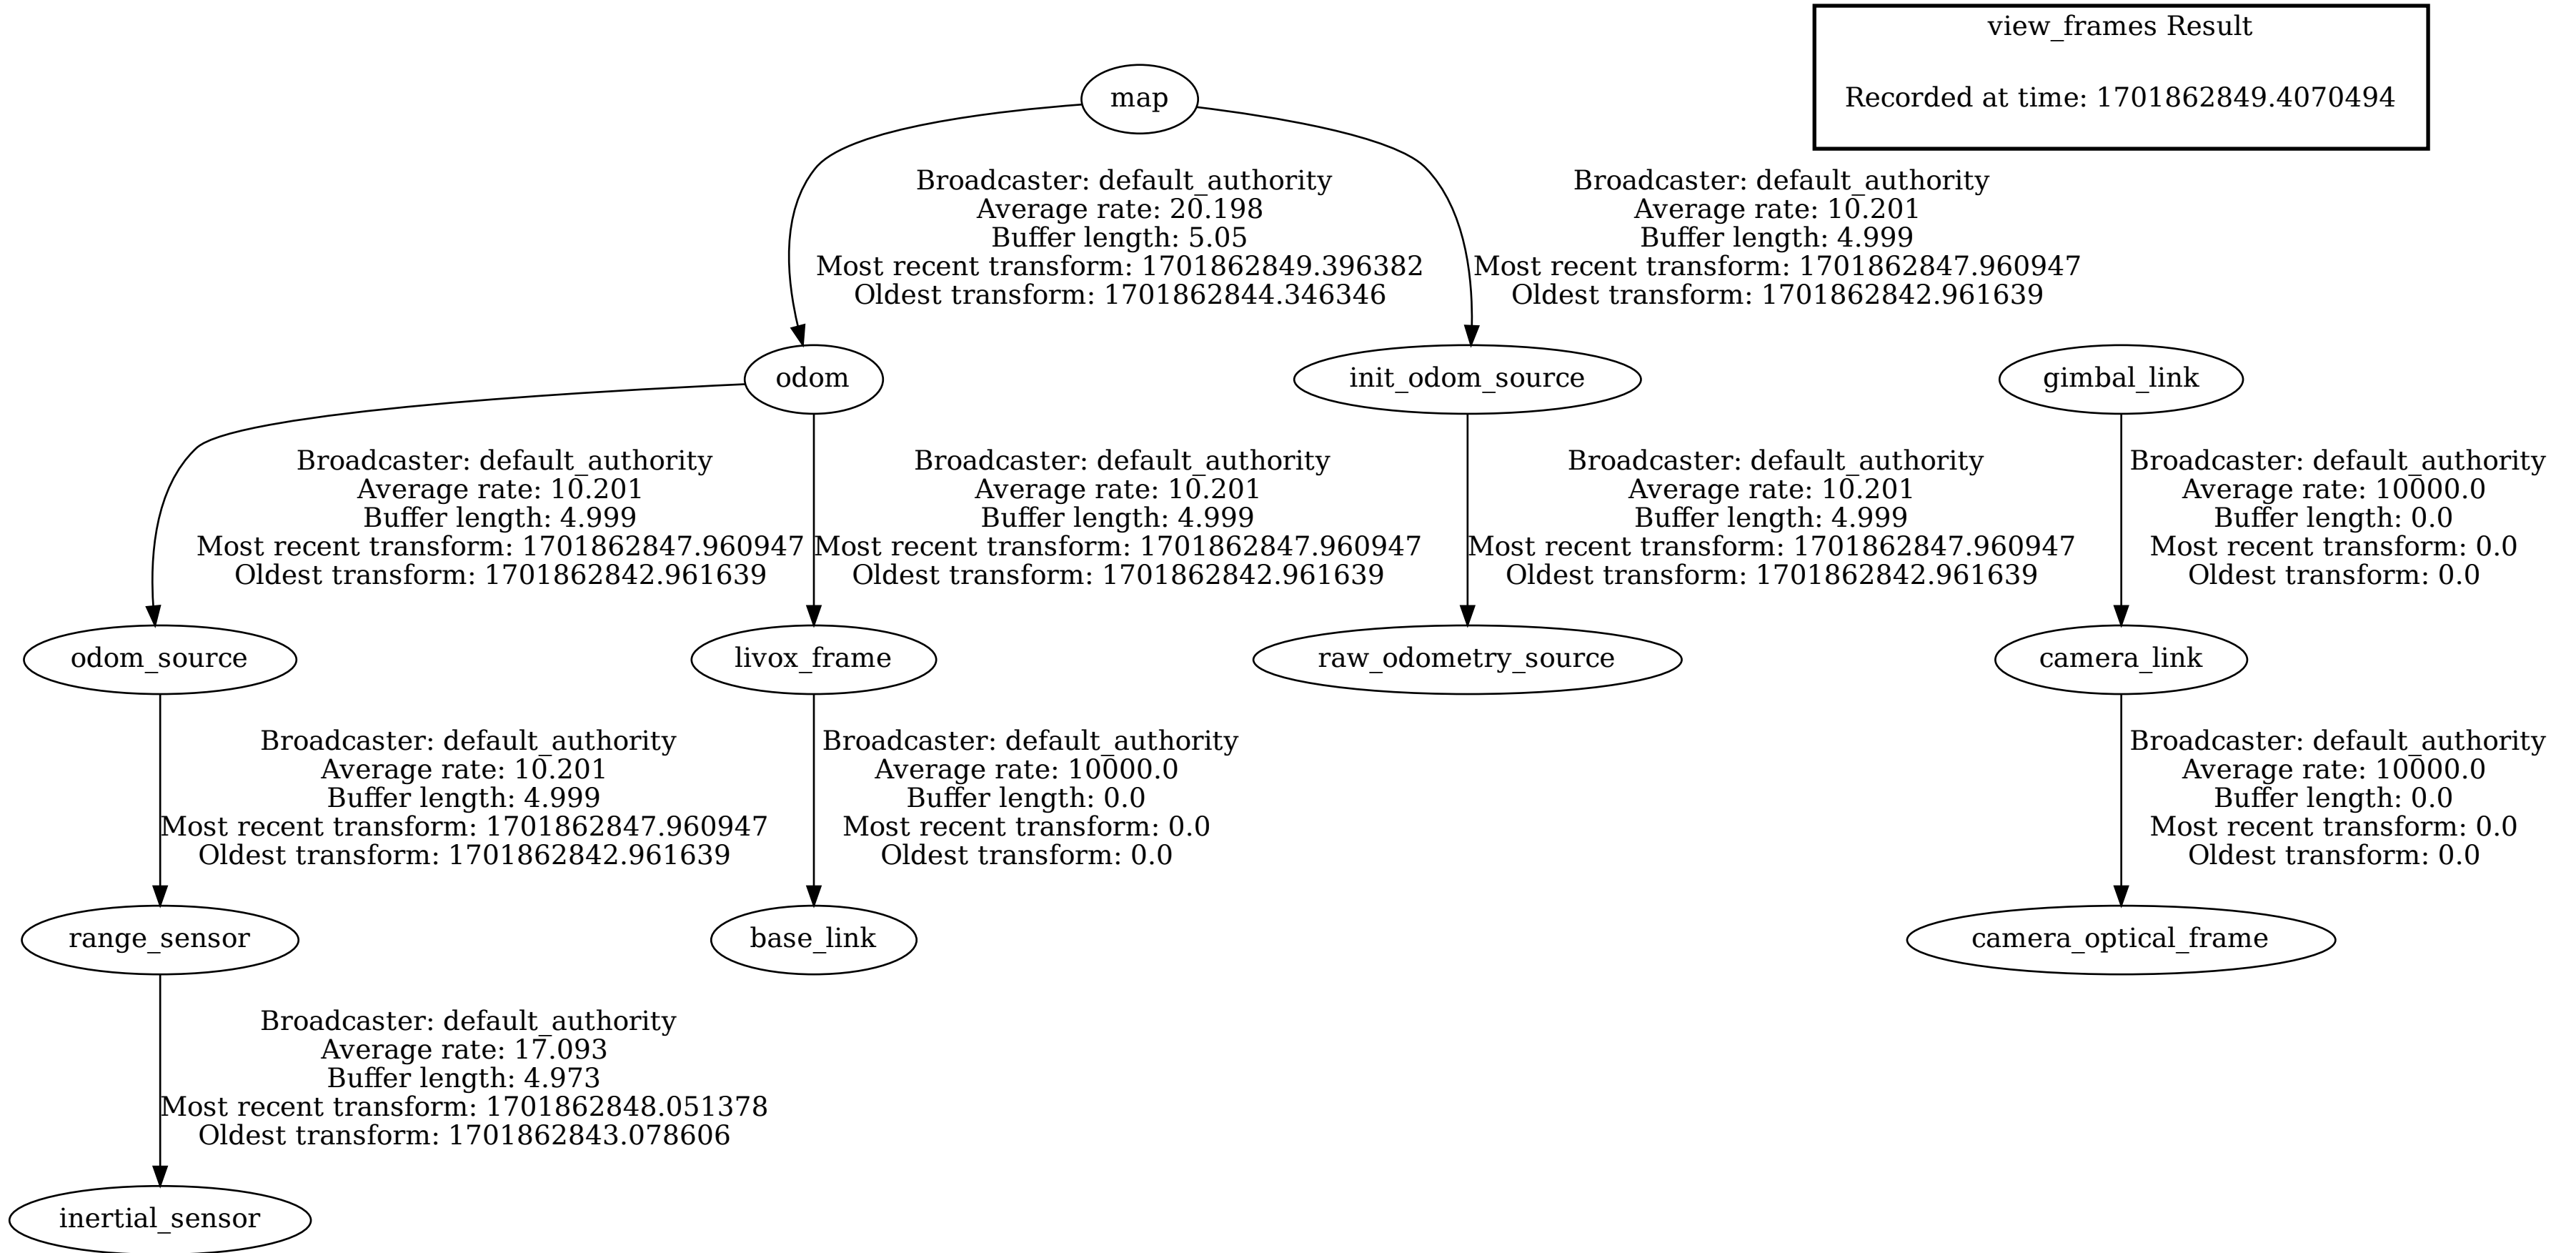 view_frames Result
Recorded at time: 1701862849.4070494
map
Broadcaster: default_authority
Average rate: 20.198
Buffer length: 5.05
Most recent transform: 1701862849.396382
Oldest transform: 1701862844.346346
Broadcaster: default_authority
Average rate: 10.201
Buffer length: 4.999
Most recent transform: 1701862847.960947
Oldest transform: 1701862842.961639
odom
init_odom_source
gimbal_link
Broadcaster: default_authority
Average rate: 10.201
Buffer length: 4.999
Most recent transform: 1701862847.960947
Oldest transform: 1701862842.961639
Broadcaster: default_authority
Average rate: 10.201
Buffer length: 4.999
Most recent transform: 1701862847.960947
Oldest transform: 1701862842.961639
Broadcaster: default_authority
Average rate: 10.201
Buffer length: 4.999
Most recent transform: 1701862847.960947
Oldest transform: 1701862842.961639
Broadcaster: default_authority
Average rate: 10000.0
Buffer length: 0.0
Most recent transform: 0.0
Oldest transform: 0.0
odom_source
livox_frame
raw_odometry_source
camera_link
Broadcaster: default_authority
Average rate: 10.201
Buffer length: 4.999
Most recent transform: 1701862847.960947
Oldest transform: 1701862842.961639
Broadcaster: default_authority
Average rate: 10000.0
Buffer length: 0.0
Most recent transform: 0.0
Oldest transform: 0.0
Broadcaster: default_authority
Average rate: 10000.0
Buffer length: 0.0
Most recent transform: 0.0
Oldest transform: 0.0
range_sensor
base_link
camera_optical_frame
Broadcaster: default_authority
Average rate: 17.093
Buffer length: 4.973
Most recent transform: 1701862848.051378
Oldest transform: 1701862843.078606
inertial_sensor